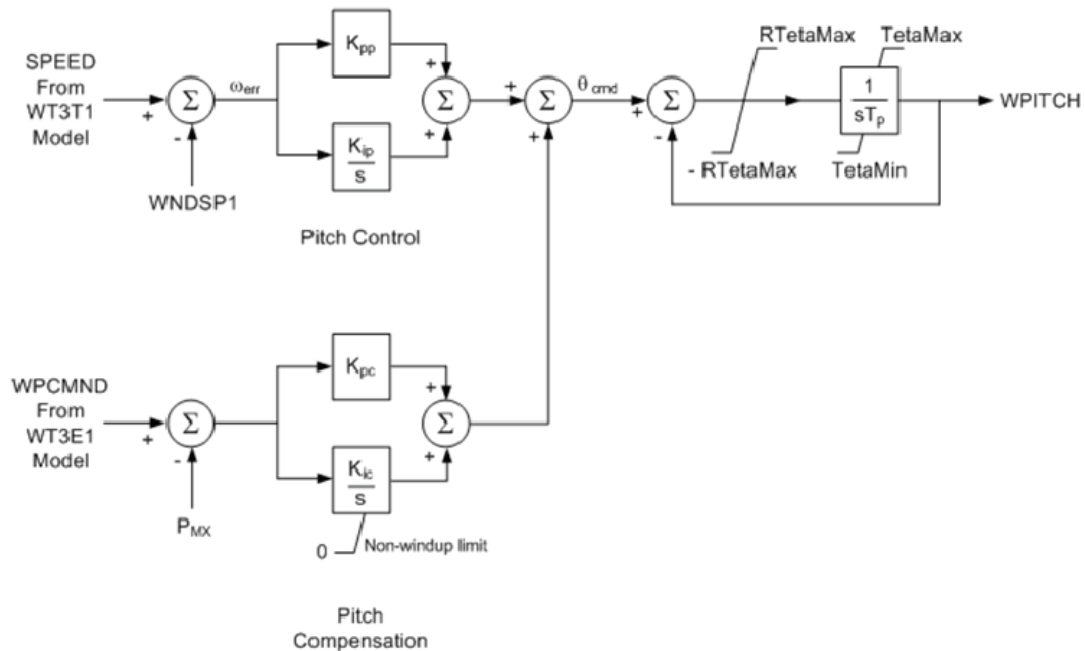 SPEED
From
WT3T1
Model
+
Σ
-
WNDSP1
ωerr
Kpp
Kip
s
+
+
Σ
Pitch Control
+
+
Σ
θcmd
+
Σ
-
RTetaMax
- RTetaMax
TetaMax
1
sTp
TetaMin
WPITCH
WPCMND
From
WT3E1
Model
+
Σ
-
PMX
Kpc
Kic
s
+
+
Σ
0
Non-windup limit
Pitch
Compensation